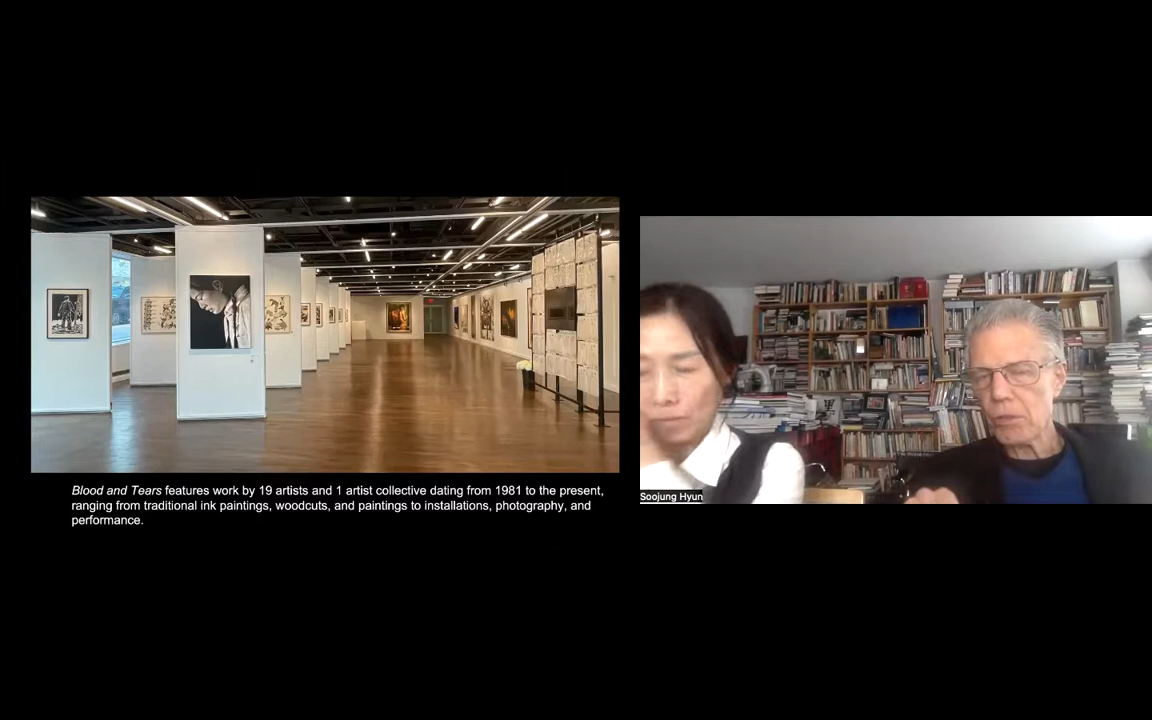 Blood and Tears features work by 19 artists and 1 artist collective dating from 1981 to the present,
ranging from traditional ink paintings, woodcuts, and paintings to installations, photography, and
performance.
Soojung Hyun